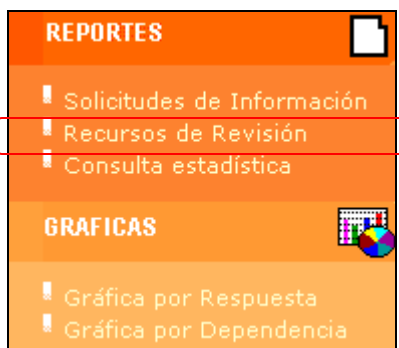 REPORTES
Solicitudes de Información
Recursos de Revisión
Consulta estadística
GRAFICAS
Gráfica por Respuesta
Gráfica por Dependencia